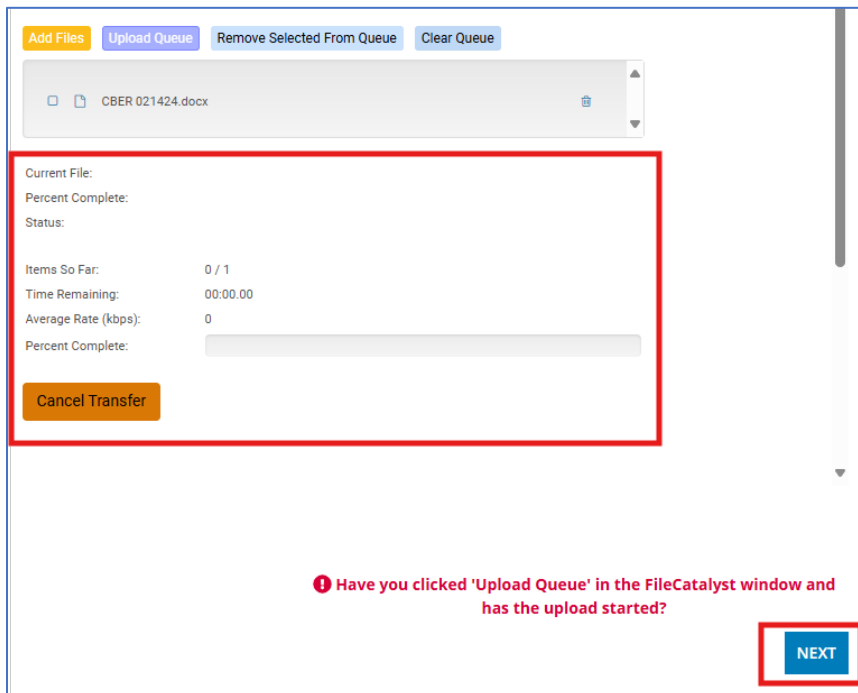 Add Files Upload Queue Remove Selected From Queue Clear Queue
CBER 021424.docx
Current File:
Percent Complete:
Status:
Items So Far: 0 / 1
Time Remaining: 00:00.00
Average Rate (kbps): 0
Percent Complete:
Cancel Transfer
Have you clicked 'Upload Queue' in the FileCatalyst window and
has the upload started?
NEXT